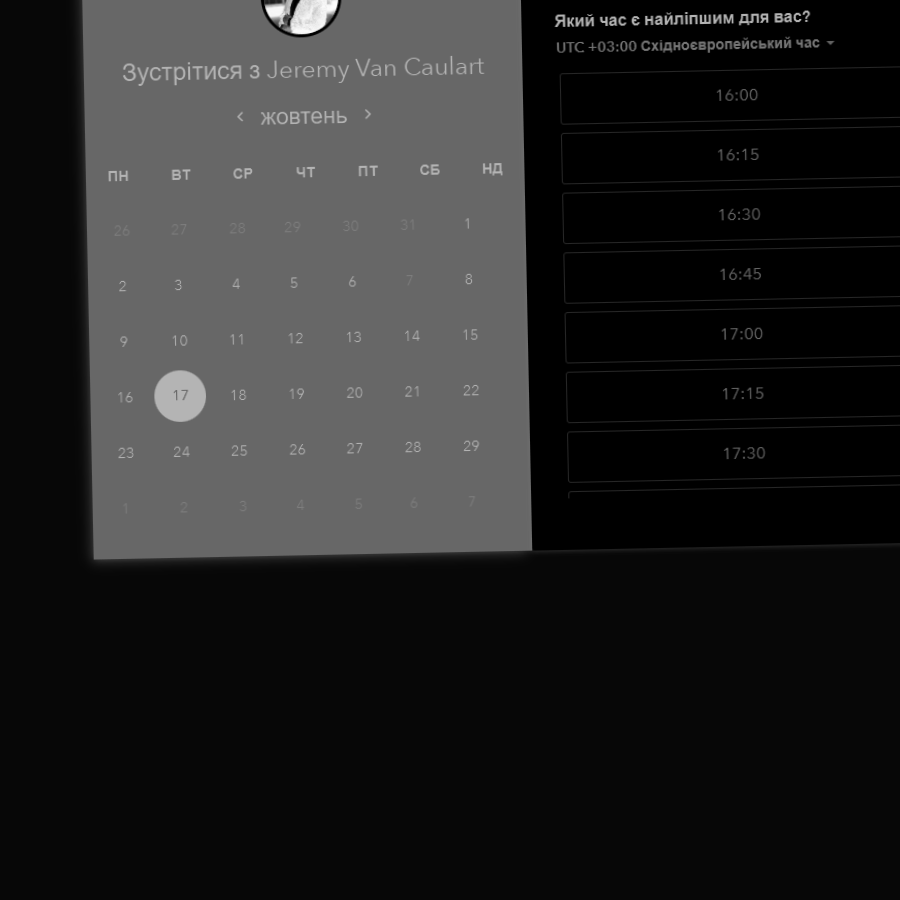 Зустрітися з Jeremy Van Caulart
жовтень
ПН ВТ СР ЧТ ПТ СБ НД
26 27 28 29 30 31 1
2 3 4 5 6 7 8
9 10 11 12 13 14 15
16 17 18 19 20 21 22
23 24 25 26 27 28 29
1 2 3 4 5 6 7
Який час є найліпшим для вас?
UTC +03:00 Східноєвропейський час
16:00
16:15
16:30
16:45
17:00
17:15
17:30